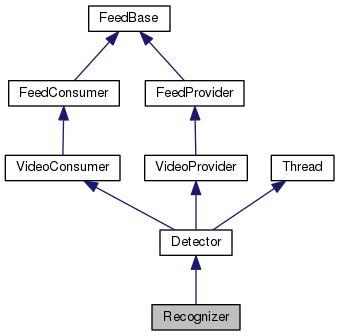 FeedBase
FeedConsumer
FeedProvider
VideoConsumer
VideoProvider
Thread
Detector
Recognizer